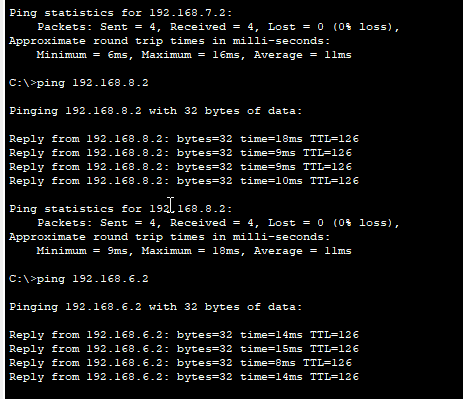 Ping statistics for 192.168.7.2:
    Packets: Sent = 4, Received = 4, Lost = 0 (0% loss),
Approximate round trip times in milli-seconds:
    Minimum = 6ms, Maximum = 16ms, Average = 11ms
C:\>ping 192.168.8.2
Pinging 192.168.8.2 with 32 bytes of data:
Reply from 192.168.8.2: bytes=32 time=18ms TTL=126
Reply from 192.168.8.2: bytes=32 time=9ms TTL=126
Reply from 192.168.8.2: bytes=32 time=9ms TTL=126
Reply from 192.168.8.2: bytes=32 time=10ms TTL=126
Ping statistics for 192.168.8.2:
    Packets: Sent = 4, Received = 4, Lost = 0 (0% loss),
Approximate round trip times in milli-seconds:
    Minimum = 9ms, Maximum = 18ms, Average = 11ms
C:\>ping 192.168.6.2
Pinging 192.168.6.2 with 32 bytes of data:
Reply from 192.168.6.2: bytes=32 time=14ms TTL=126
Reply from 192.168.6.2: bytes=32 time=15ms TTL=126
Reply from 192.168.6.2: bytes=32 time=8ms TTL=126
Reply from 192.168.6.2: bytes=32 time=14ms TTL=126